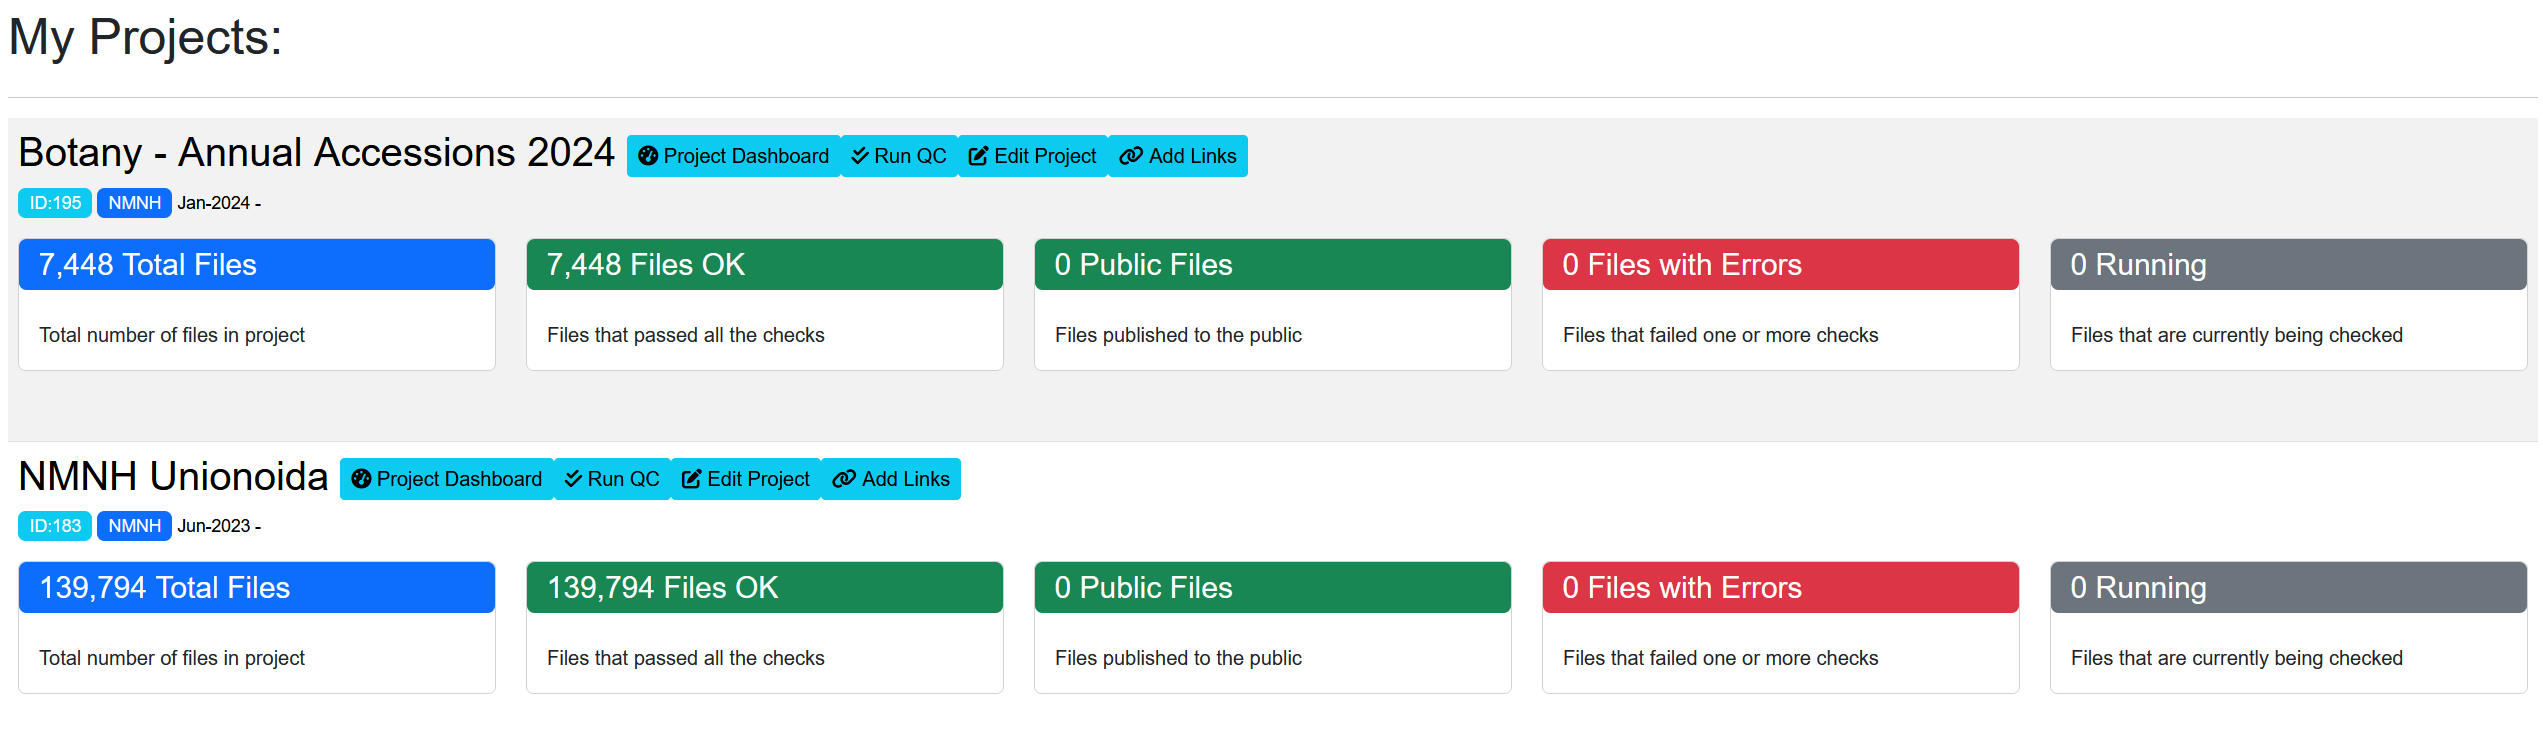 My Projects:
Botany - Annual Accessions 2024 Project Dashboard Run QC Edit Project Add Links
ID:195 NMNH Jan-2024 -
7,448 Total Files 7,448 Files OK 0 Public Files 0 Files with Errors 0 Running
Total number of files in project Files that passed all the checks Files published to the public Files that failed one or more checks Files that are currently being checked
NMNH Unionoida Project Dashboard Run QC Edit Project Add Links
ID:183 NMNH Jun-2023 -
139,794 Total Files 139,794 Files OK 0 Public Files 0 Files with Errors 0 Running
Total number of files in project Files that passed all the checks Files published to the public Files that failed one or more checks Files that are currently being checked